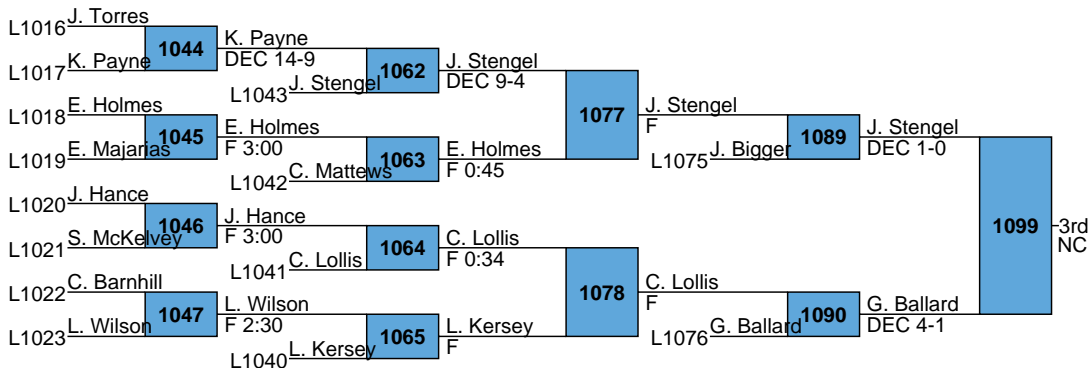 L1016 J. Torres
1044
K. Payne
DEC 14-9
L1017 K. Payne
1062
J. Stengel
DEC 9-4
L1043 J. Stengel
L1018 E. Holmes
1045
E. Holmes
F 3:00
L1019 E. Majarias
1063
E. Holmes
F 0:45
L1042 C. Mattews
1077
J. Stengel
F
1089
J. Stengel
DEC 1-0
L1075 J. Bigger
L1020 J. Hance
1046
J. Hance
F 3:00
L1021 S. McKelvey
1064
C. Lollis
F 0:34
L1041 C. Lollis
L1022 C. Barnhill
1047
L. Wilson
F 2:30
L1023 L. Wilson
1065
L. Kersey
F
L1040 L. Kersey
1078
C. Lollis
F
1090
G. Ballard
DEC 4-1
L1076 G. Ballard
1099
3rd
NC